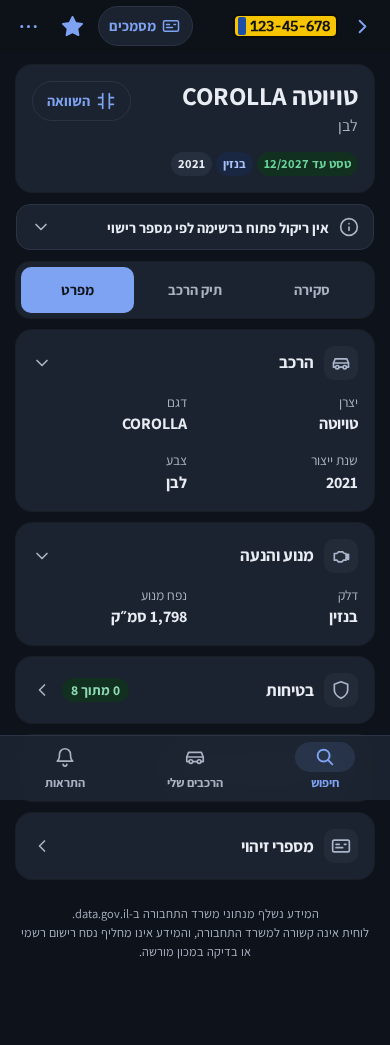 123-45-678
מסמכים
טויוטה COROLLA
השוואה
לבן
טסט עד 12/2027
בנזין
2021
אין ריקול פתוח ברשימה לפי מספר רישוי
סקירה
תיק הרכב
מפרט
הרכב
יצרן
דגם
טויוטה
COROLLA
שנת ייצור
צבע
2021
לבן
מנוע והנעה
דלק
נפח מנוע
בנזין
1,798 סמ״ק
בטיחות
0 מתוך 8
חיפוש
הרכבים שלי
התראות
מספרי זיהוי
המידע נשלף מנתוני משרד התחבורה ב-data.gov.il.
לוחית אינה קשורה למשרד התחבורה, והמידע אינו מחליף נסח רישום רשמי
או בדיקה במכון מורשה.